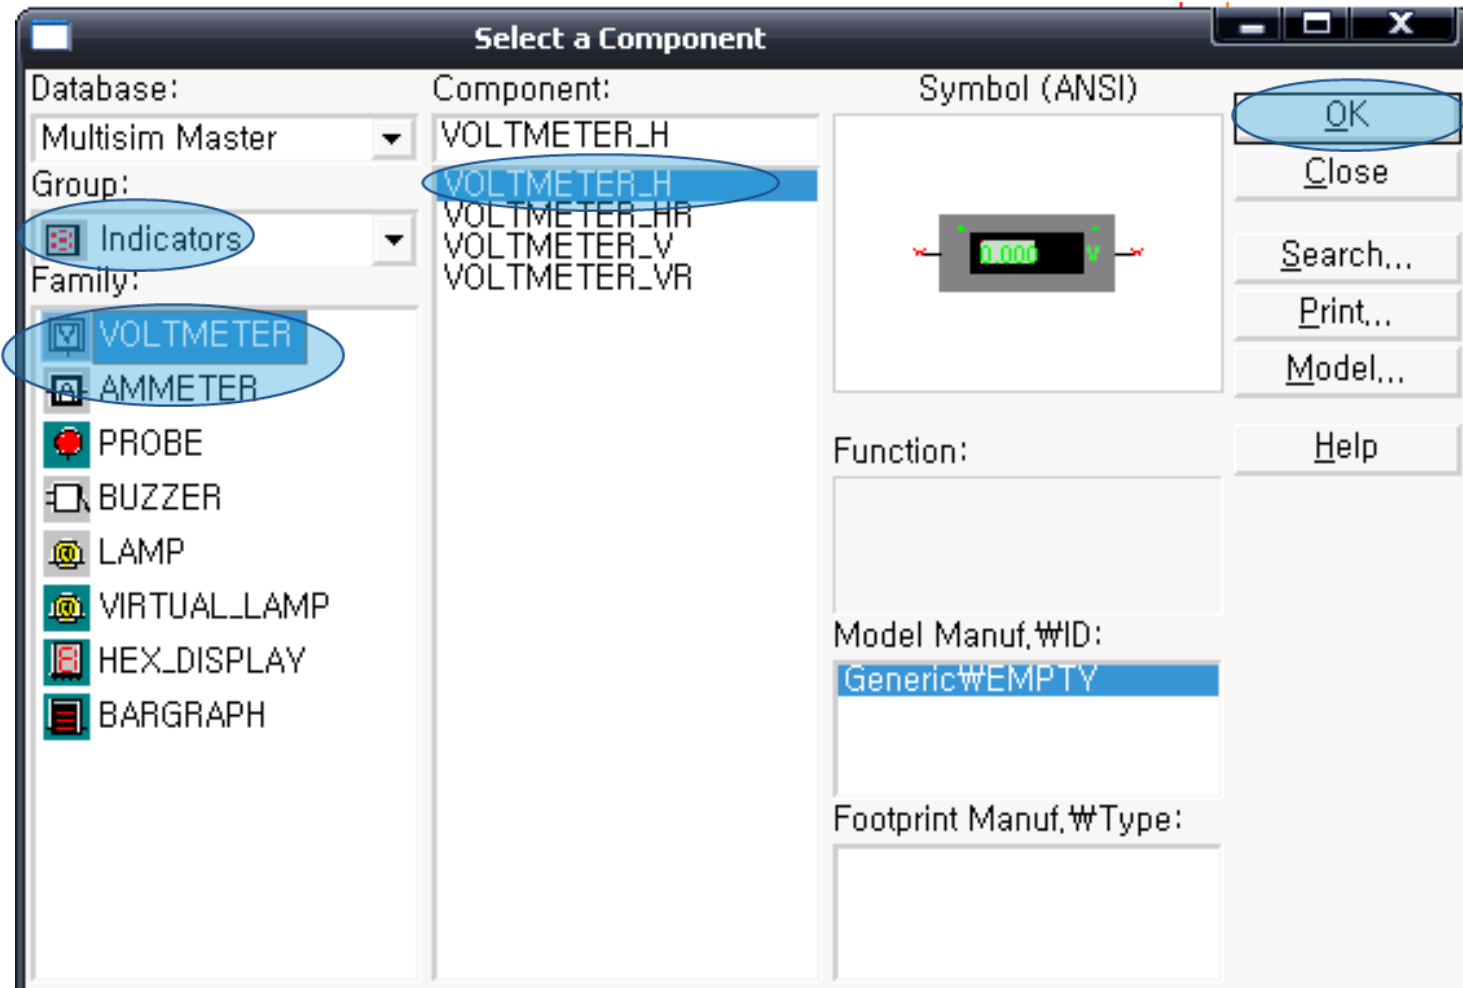 Select a Component
Database:
Multisim Master
Group:
Indicators
Family:
VOLTMETER
AMMETER
PROBE
BUZZER
LAMP
VIRTUAL_LAMP
HEX_DISPLAY
BARGRAPH
Component:
VOLTMETER_H
VOLTMETER_H
VOLTMETER_HR
VOLTMETER_V
VOLTMETER_VR
Symbol (ANSI)
+ -
0.000 V
Function:
Model Manuf.₩ID:
Generic₩EMPTY
Footprint Manuf.₩Type:
OK
Close
Search...
Print...
Model...
Help